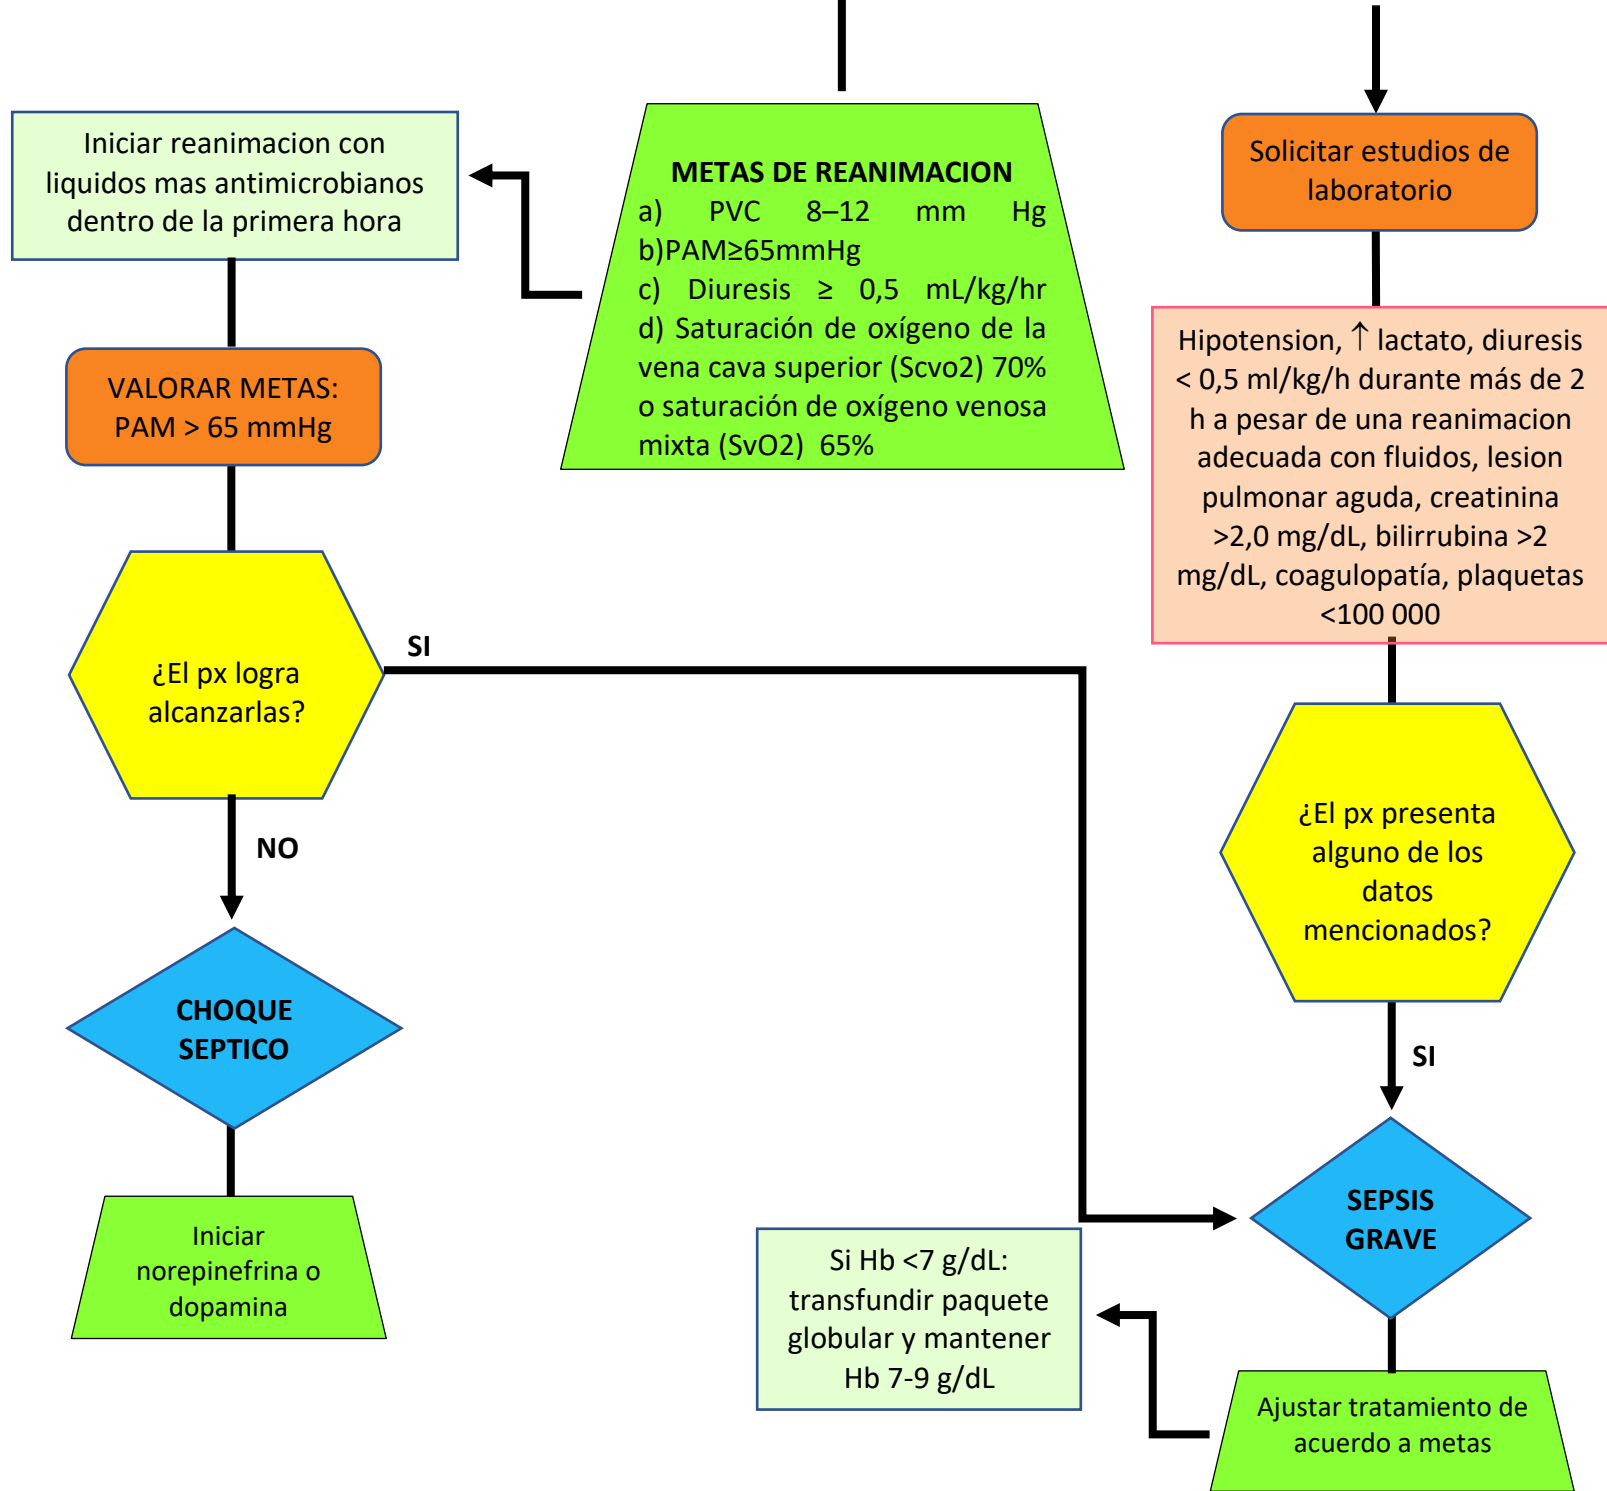 Iniciar reanimacion con
liquidos mas antimicrobianos
dentro de la primera hora
METAS DE REANIMACION
a) PVC 8–12 mm Hg
b)PAM≥65mmHg
c) Diuresis ≥ 0,5 mL/kg/hr
d) Saturación de oxígeno de la
vena cava superior (Scvo2) 70%
o saturación de oxígeno venosa
mixta (SvO2) 65%
Solicitar estudios de
laboratorio
VALORAR METAS:
PAM > 65 mmHg
Hipotension, ↑ lactato, diuresis
< 0,5 ml/kg/h durante más de 2
h a pesar de una reanimacion
adecuada con fluidos, lesion
pulmonar aguda, creatinina
>2,0 mg/dL, bilirrubina >2
mg/dL, coagulopatía, plaquetas
<100 000
¿El px logra
alcanzarlas?
SI
NO
¿El px presenta
alguno de los
datos
mencionados?
SI
CHOQUE
SEPTICO
SEPSIS
GRAVE
Iniciar
norepinefrina o
dopamina
Si Hb <7 g/dL:
transfundir paquete
globular y mantener
Hb 7-9 g/dL
Ajustar tratamiento de
acuerdo a metas